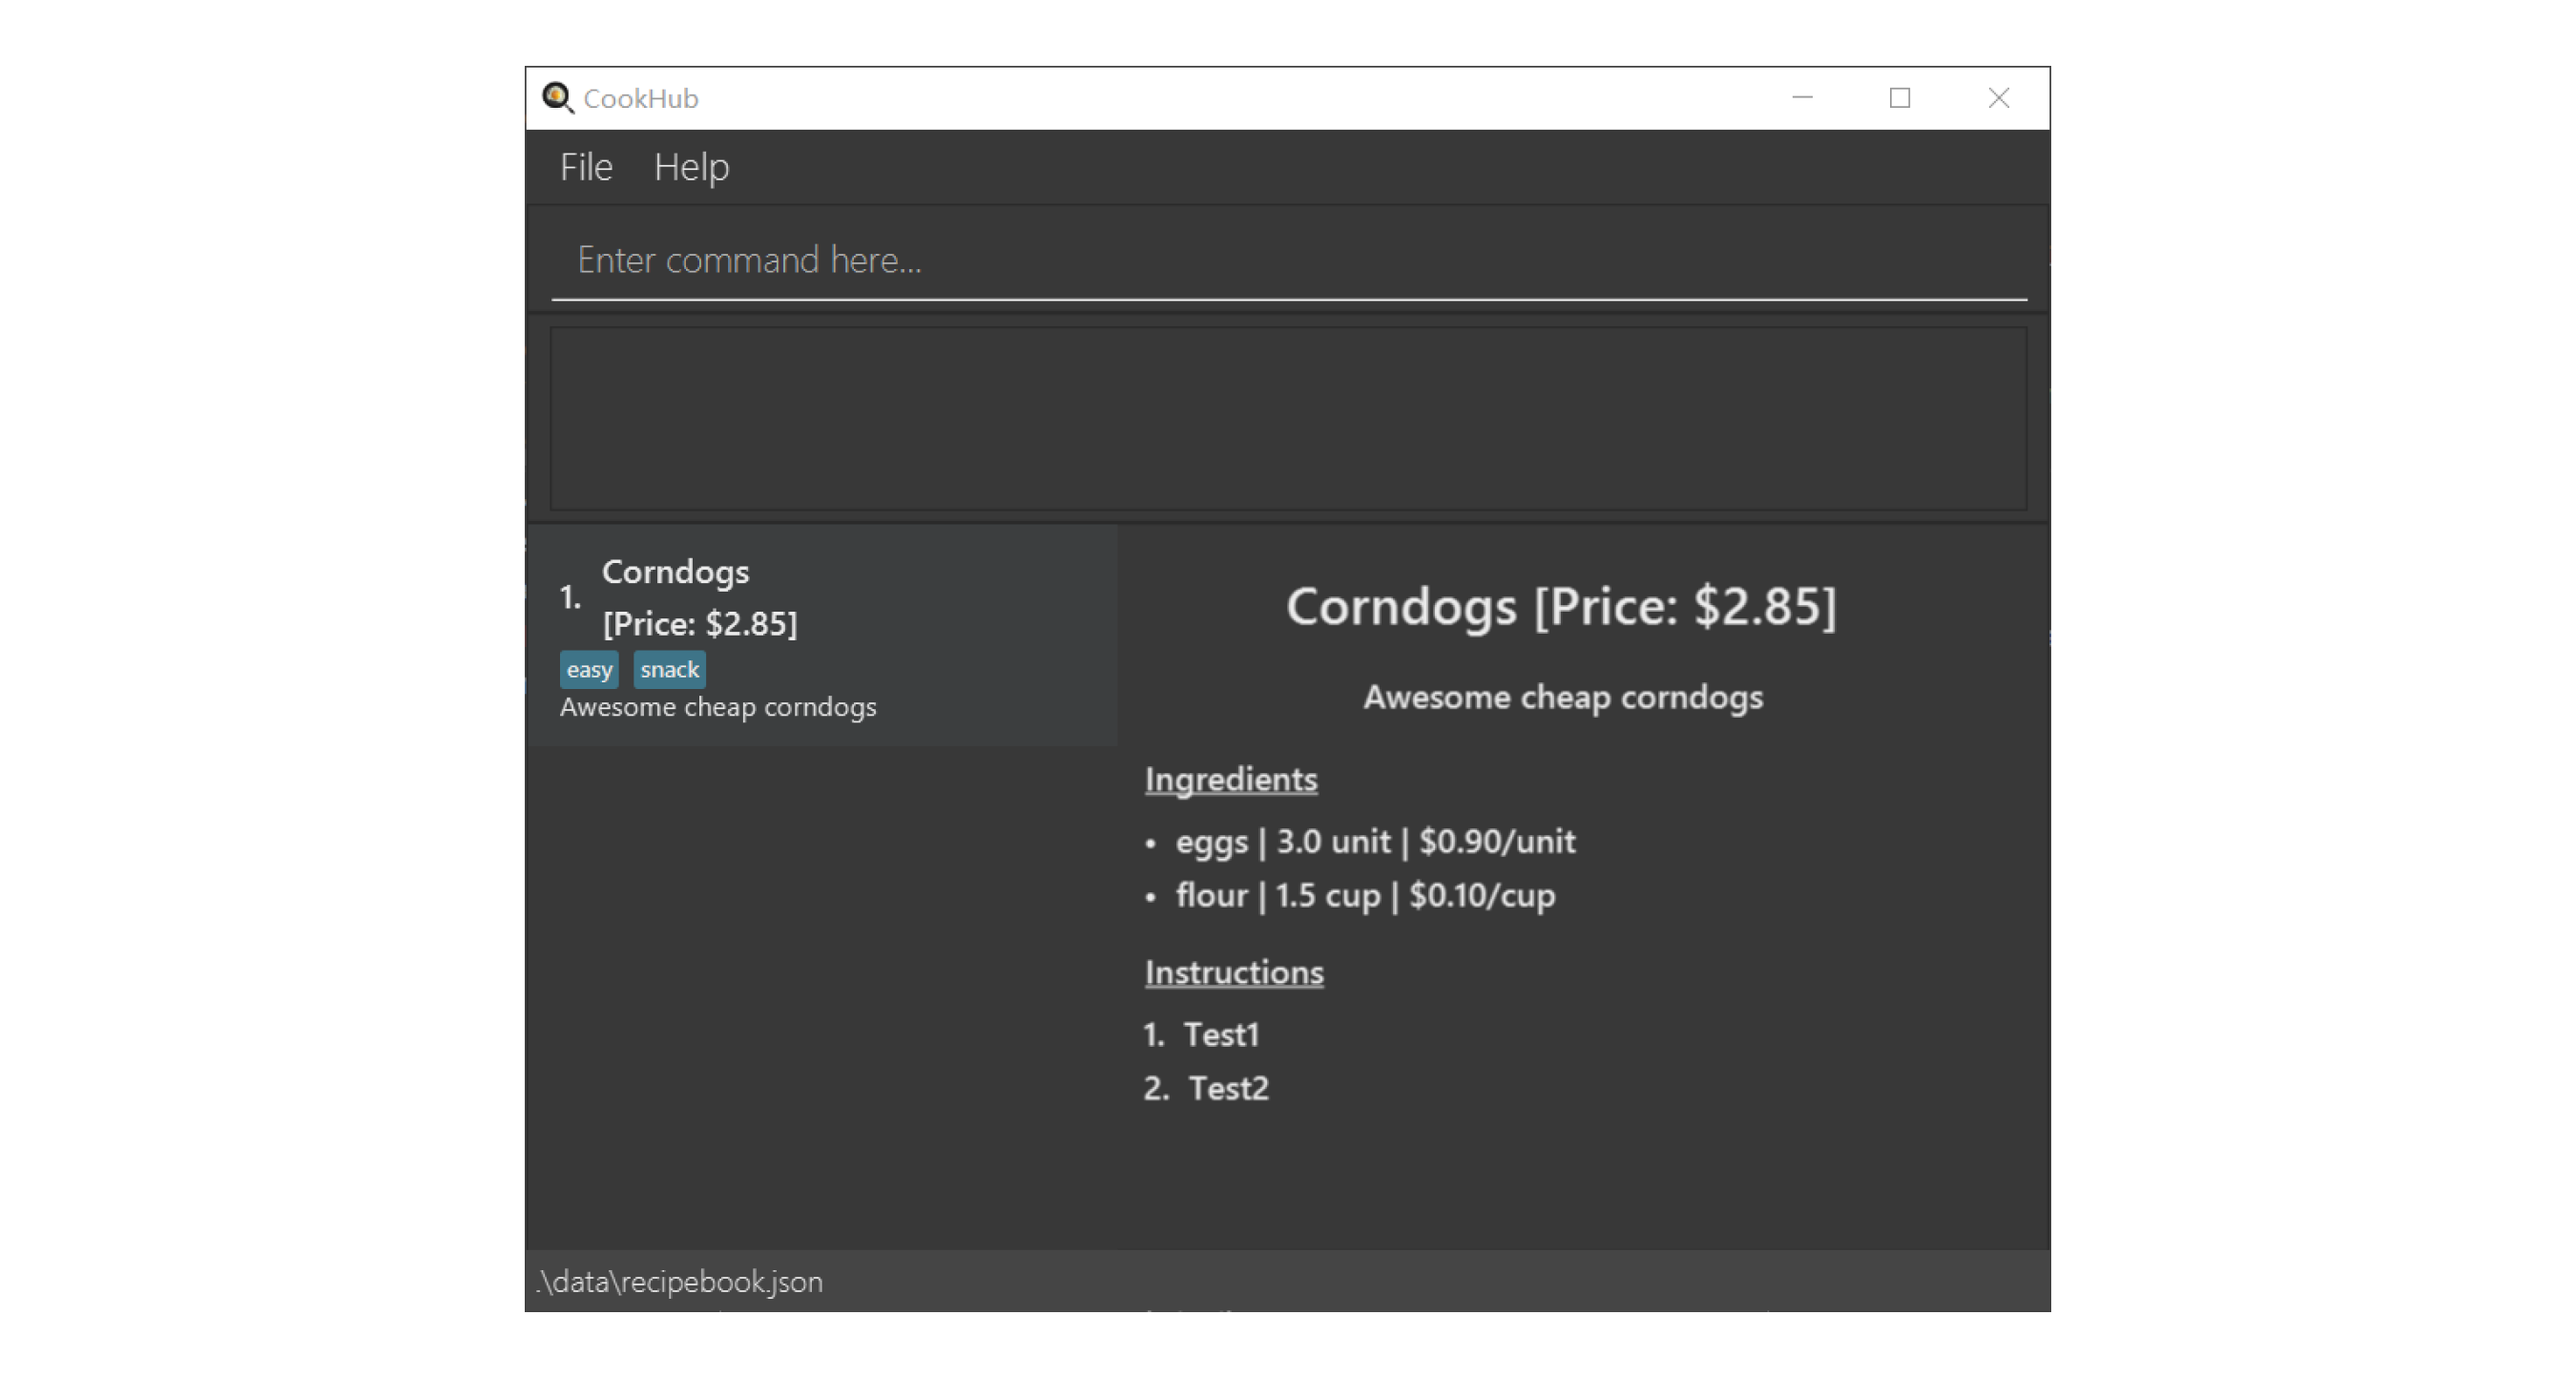 CookHub
File Help
Enter command here...
1. Corndogs
[Price: $2.85]
easy snack
Awesome cheap corndogs
Corndogs [Price: $2.85]
Awesome cheap corndogs
Ingredients
• eggs | 3.0 unit | $0.90/unit
• flour | 1.5 cup | $0.10/cup
Instructions
1. Test1
2. Test2
.\data\recipebook.json